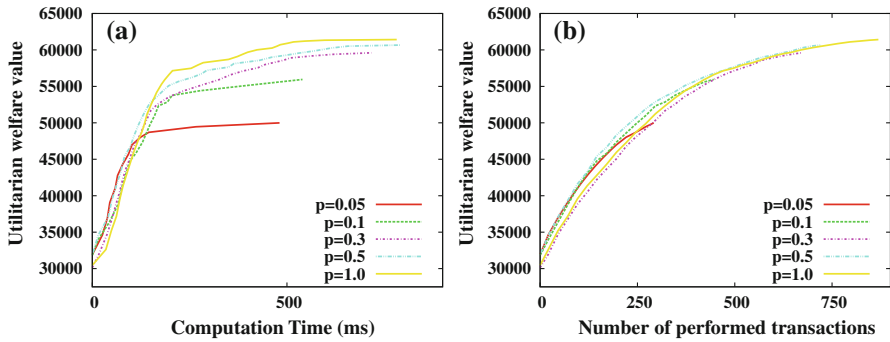 (a)
Utilitarian welfare value
65000
60000
55000
50000
45000
40000
35000
30000
p=0.05
p=0.1
p=0.3
p=0.5
p=1.0
0
500
Computation Time (ms)
(b)
Utilitarian welfare value
65000
60000
55000
50000
45000
40000
35000
30000
p=0.05
p=0.1
p=0.3
p=0.5
p=1.0
0
250
500
750
Number of performed transactions